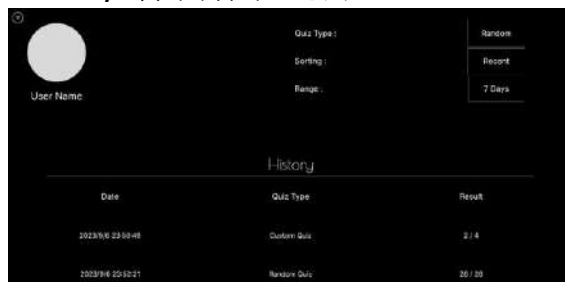 Quiz Type : Random
Sorting : Recent
User Name
Range : 7 Days
History
Date Quiz Type Result
Custom Quiz 2 / 4
Random Quiz 20 / 20